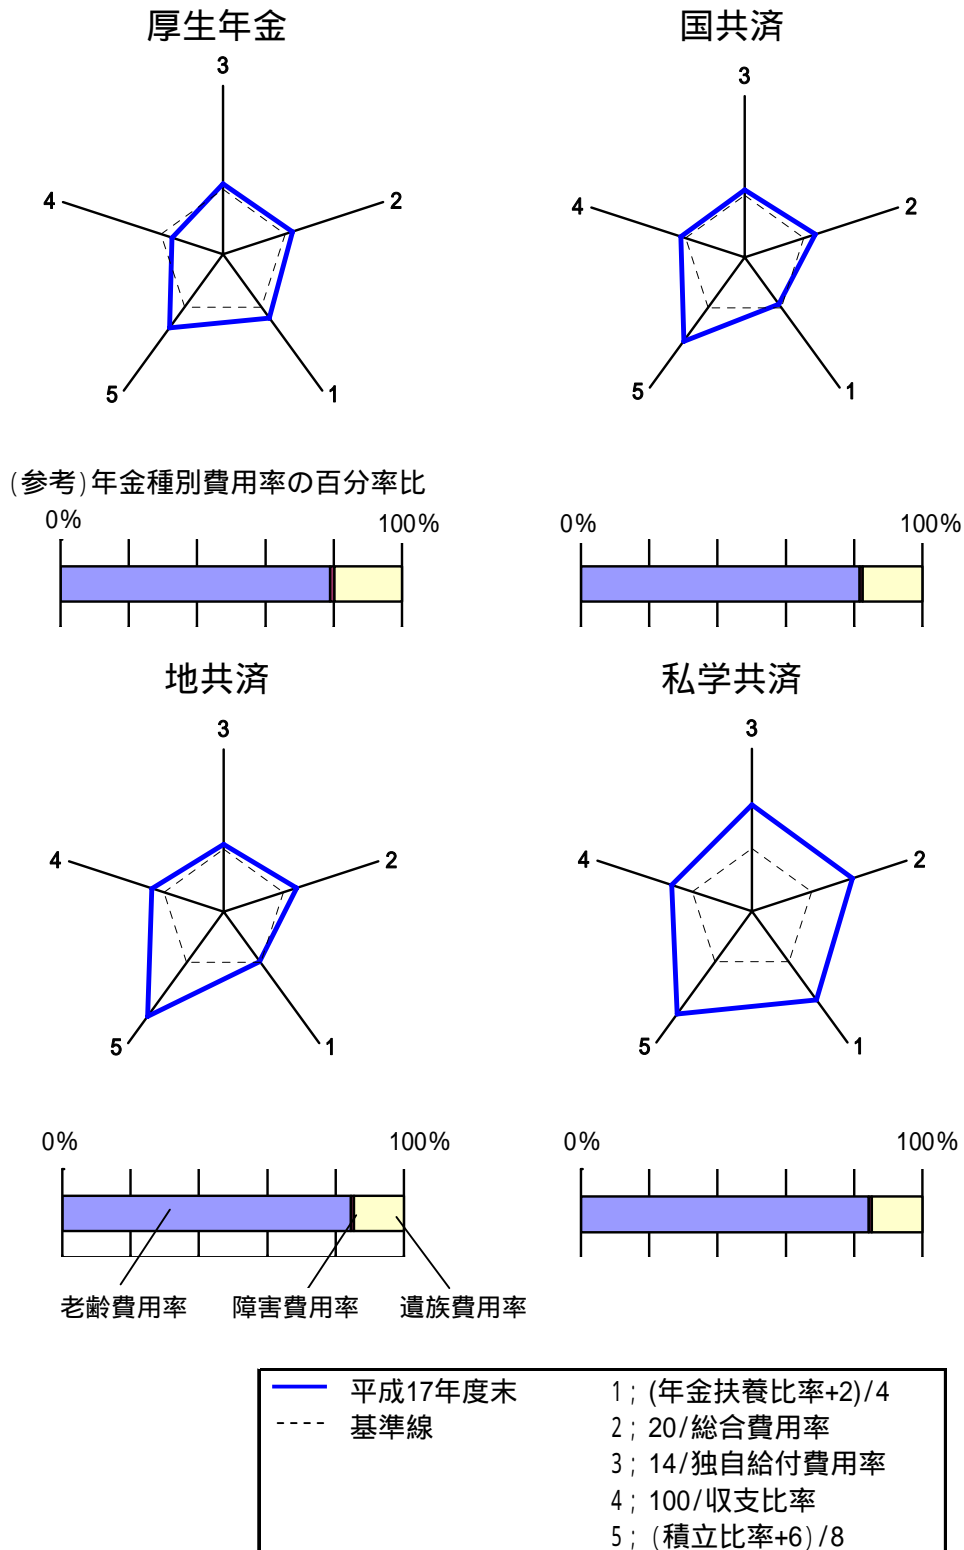 厚生年金
国共済
3
4
2
5
1
3
4
2
5
1
(参考)年金種別費用率の百分率比
0%
100%
0%
100%
地共済
私学共済
3
4
2
5
1
3
4
2
5
1
0%
100%
0%
100%
老齢費用率
障害費用率
遺族費用率
平成17年度末
基準線
1；(年金扶養比率+2)/4
2；20/総合費用率
3；14/独自給付費用率
4；100/収支比率
5；(積立比率+6)/8